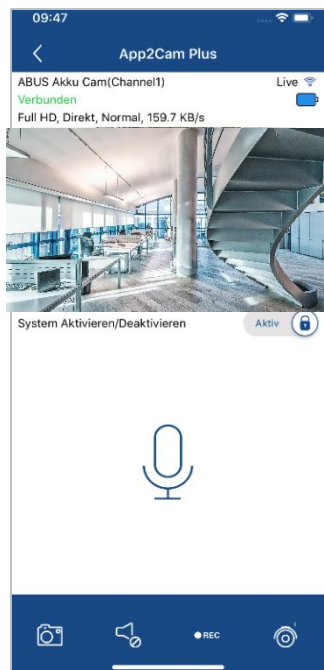 09:47
App2Cam Plus
ABUS Akku Cam(Channel1) Live
Verbunden
Full HD, Direkt, Normal, 159.7 KB/s
System Aktivieren/Deaktivieren Aktiv
REC